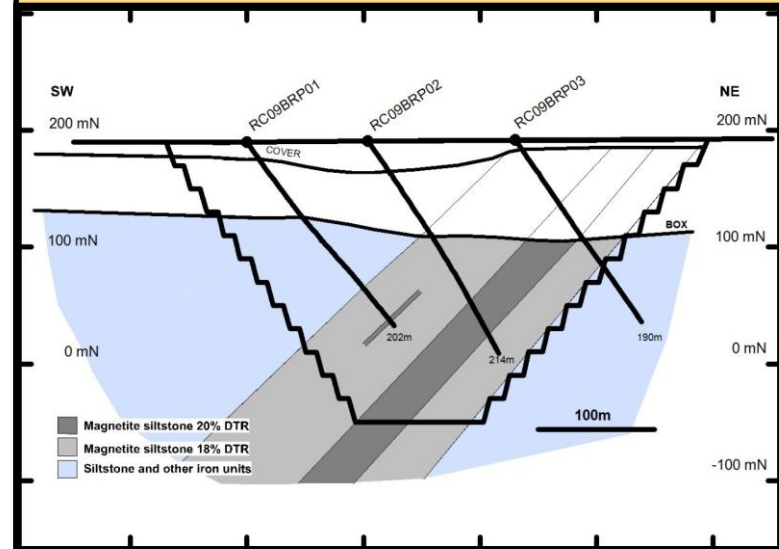 SW
NE
RC09BRP01
RC09BRP02
RC09BRP03
200 mN
200 mN
COVER
BOX
100 mN
100 mN
202m
214m
190m
0 mN
0 mN
100m
Magnetite siltstone 20% DTR
Magnetite siltstone 18% DTR
Siltstone and other iron units
-100 mN